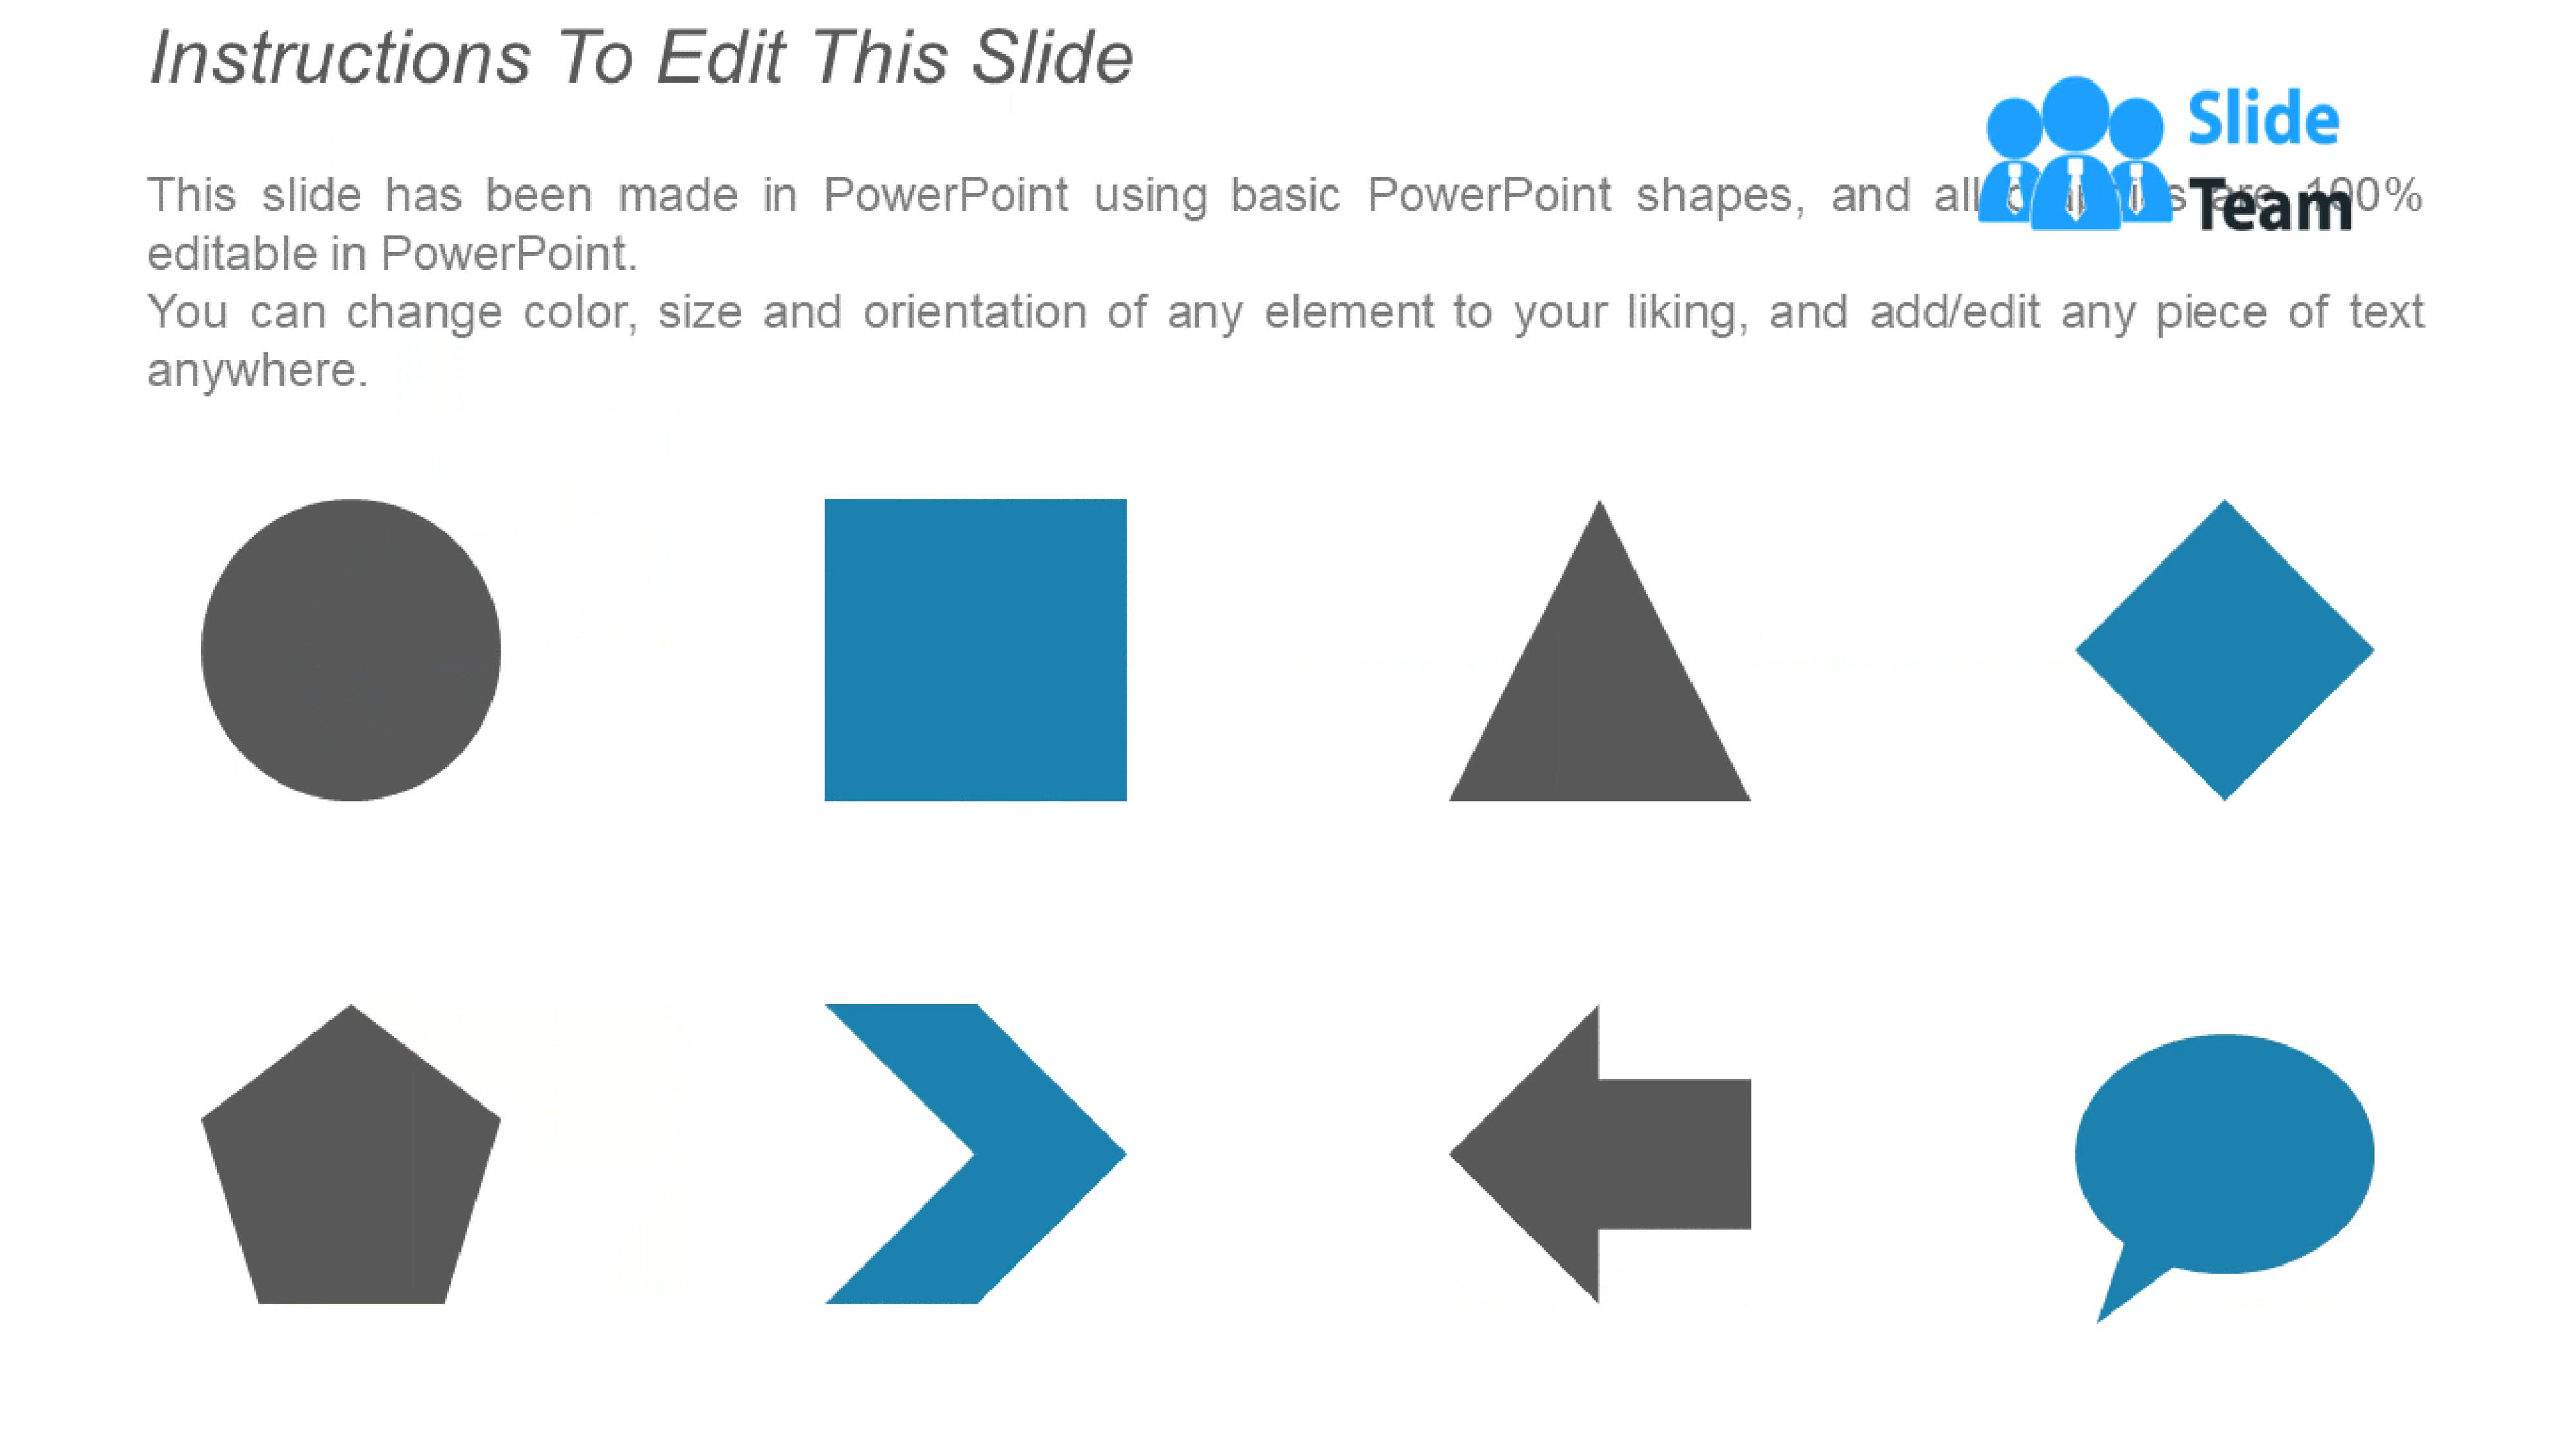 Instructions To Edit This Slide
Slide
Team
This slide has been made in PowerPoint using basic PowerPoint shapes, and all are 100%
editable in PowerPoint.
You can change color, size and orientation of any element to your liking, and add/edit any piece of text
anywhere.